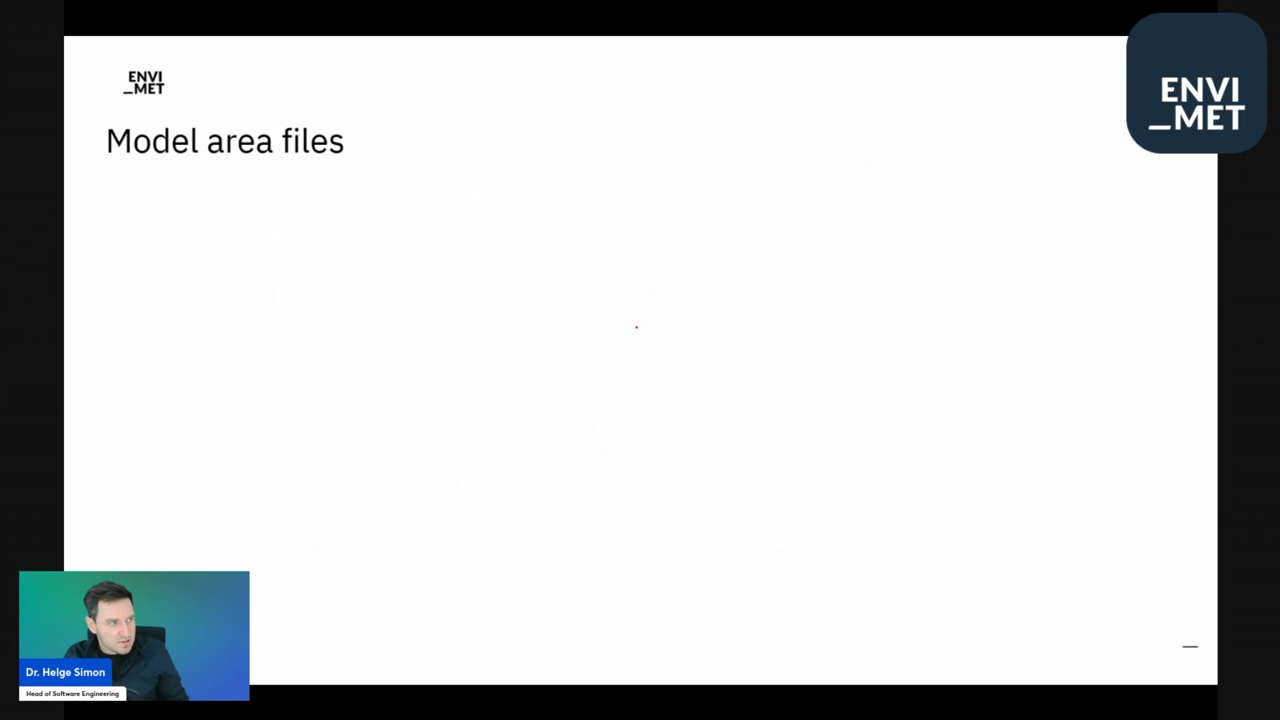 ENVI
_MET
ENVI
_MET
Model area files
Dr. Helge Simon
Head of Software Engineering